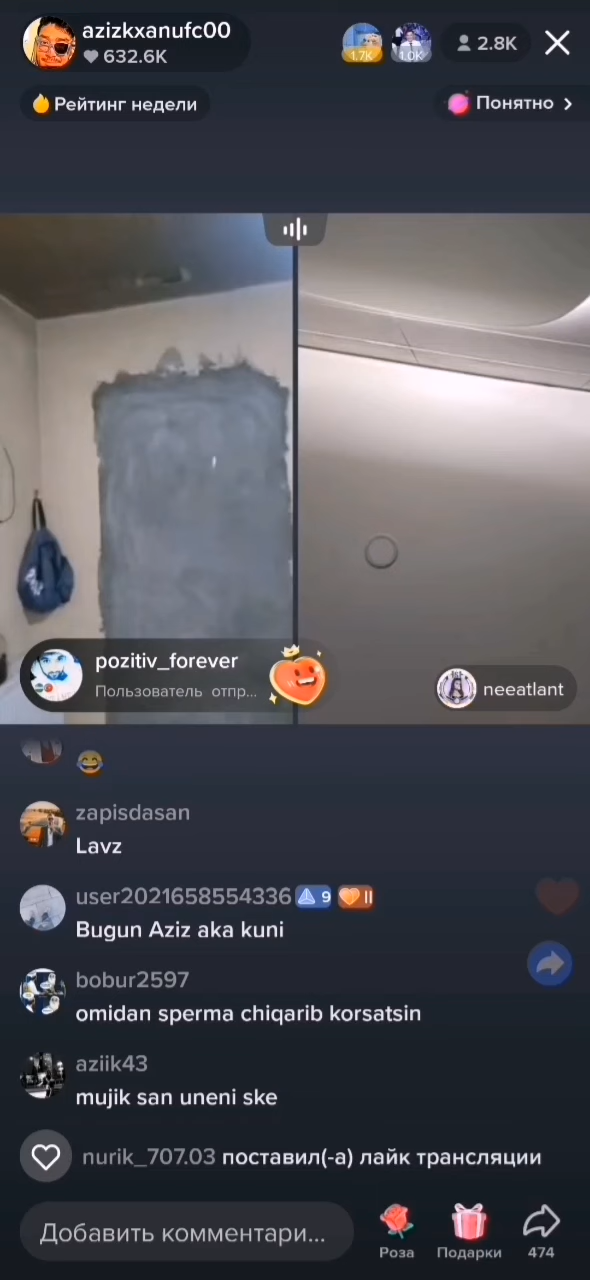 azizkxanufc00
632.6K
1.7K
1.0K
2.8K
Рейтинг недели
Понятно
pozitiv_forever
Пользователь отпр...
neeatlant
zapisdasan
Lavz
user2021658554336 9 II
Bugun Aziz aka kuni
bobur2597
omidan sperma chiqarib korsatsin
aziik43
mujik san uneni ske
nurik_707.03 поставил(-а) лайк трансляции
Добавить комментари...
Роза
Подарки
474